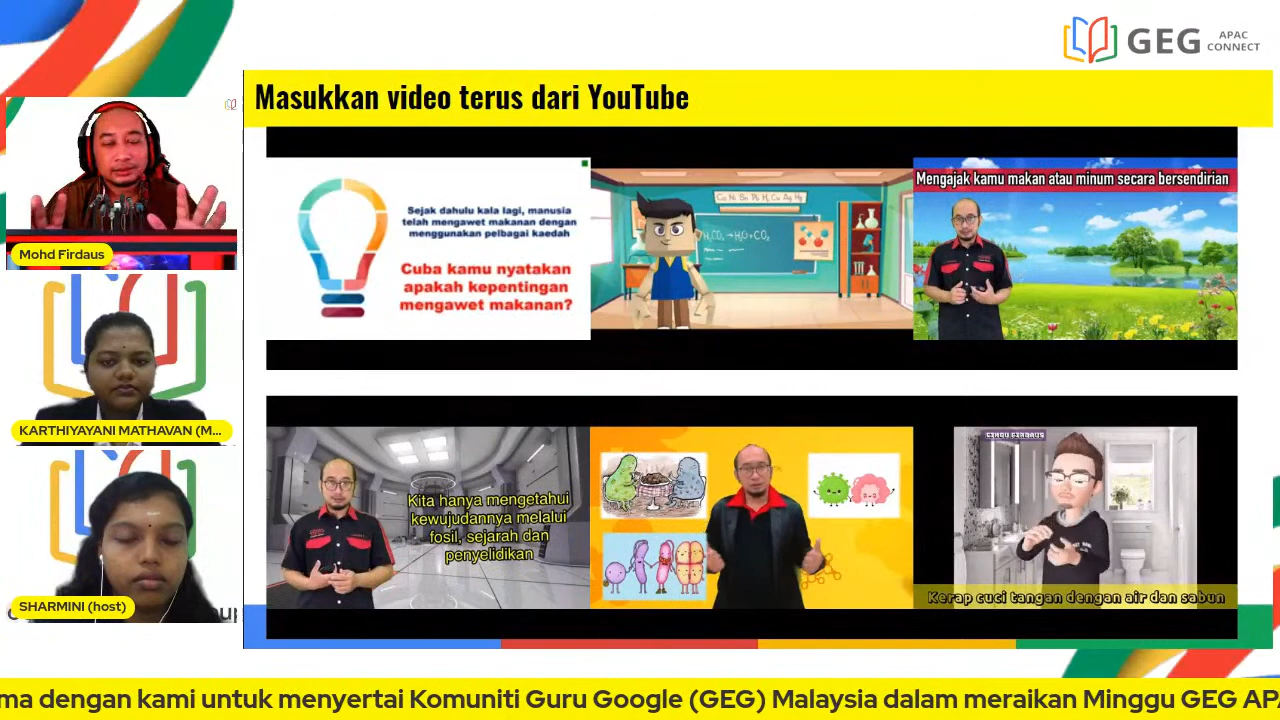 GEG
APAC
CONNECT
Masukkan video terus dari YouTube
Sejak dahulu kala lagi, manusia
telah mengawet makanan dengan
menggunakan pelbagai kaedah
Cuba kamu nyatakan
apakah kepentingan
mengawet makanan?
Mengajak kamu makan atau minum secara bersendirian
Kita hanya mengetahui
kewujudannya melalui
fosil, sejarah dan
penyelidikan
CIKGU FIRDAUS
Kerap cuci tangan dengan air dan sabun
Mohd Firdaus
KARTHIYAYANI MATHAVAN (M...
SHARMINI (host)
ma dengan kami untuk menyertai Komuniti Guru Google (GEG) Malaysia dalam meraikan Minggu GEG AP